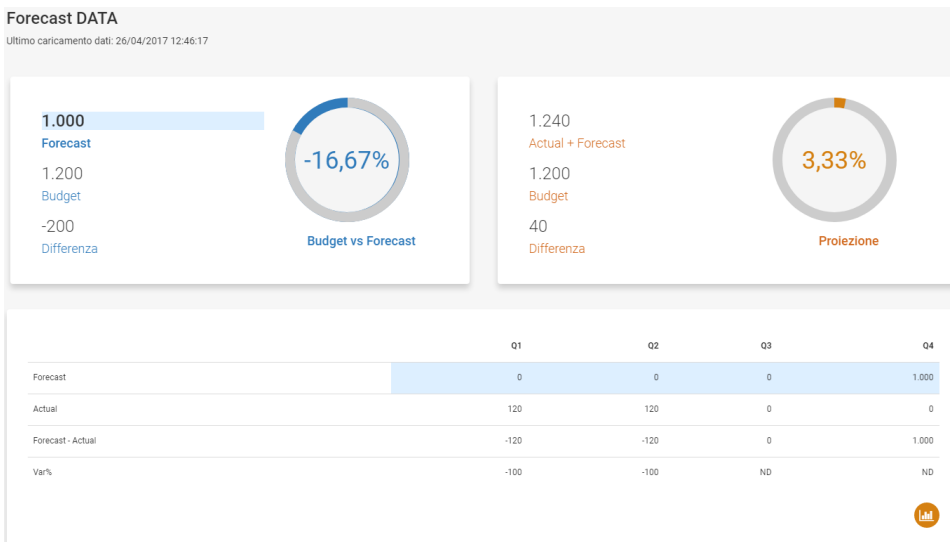 Forecast DATA
Ultimo caricamento dati: 26/04/2017 12:46:17
1.000
Forecast
1.200
Budget
-200
Differenza
-16,67%
Budget vs Forecast
1.240
Actual + Forecast
1.200
Budget
40
Differenza
3,33%
Proiezione
Q1 Q2 Q3 Q4
Forecast 0 0 0 1.000
Actual 120 120 0 0
Forecast - Actual -120 -120 0 1.000
Var% -100 -100 ND ND